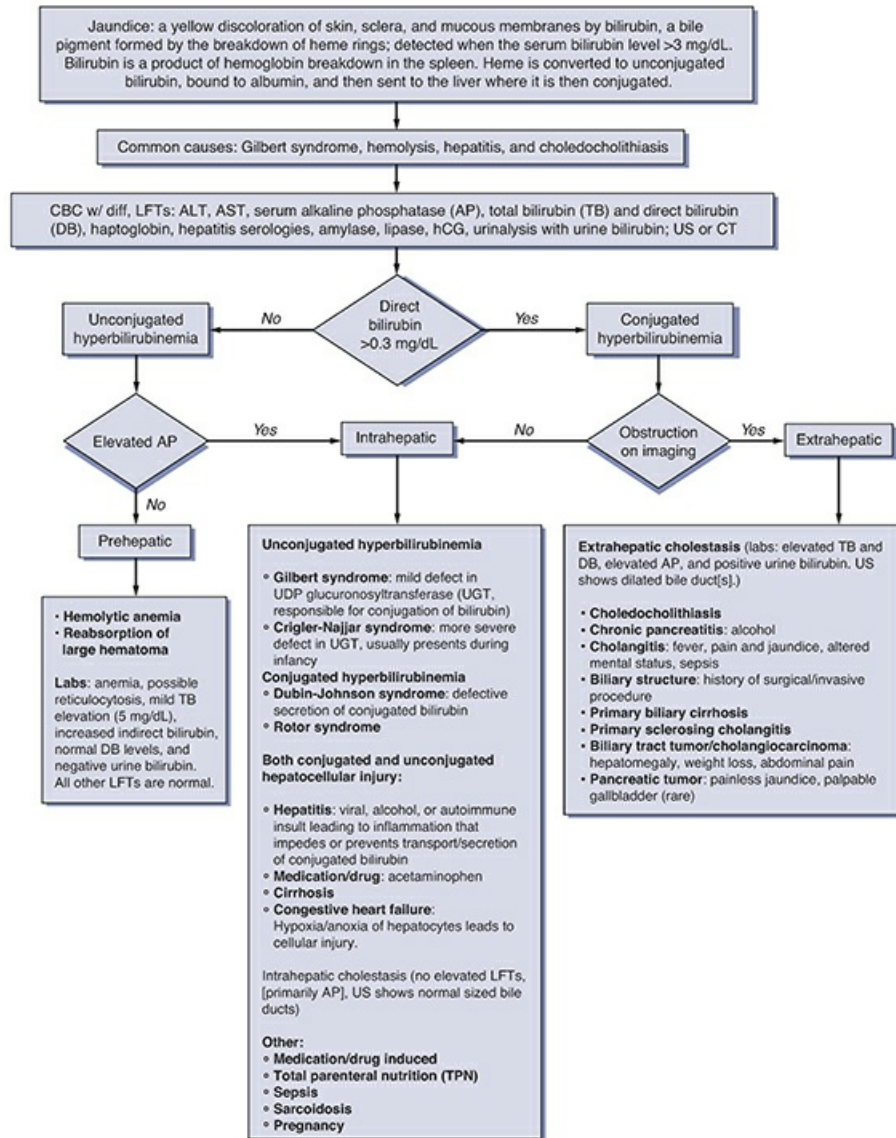 Jaundice: a yellow discoloration of skin, sclera, and mucous membranes by bilirubin, a bile
pigment formed by the breakdown of heme rings; detected when the serum bilirubin level >3 mg/dL.
Bilirubin is a product of hemoglobin breakdown in the spleen. Heme is converted to unconjugated
bilirubin, bound to albumin, and then sent to the liver where it is then conjugated.
Common causes: Gilbert syndrome, hemolysis, hepatitis, and choledocholithiasis
CBC w/ diff, LFTs: ALT, AST, serum alkaline phosphatase (AP), total bilirubin (TB) and direct bilirubin
(DB), haptoglobin, hepatitis serologies, amylase, lipase, hCG, urinalysis with urine bilirubin; US or CT
Direct
bilirubin
>0.3 mg/dL
No
Yes
Unconjugated
hyperbilirubinemia
Conjugated
hyperbilirubinemia
Elevated AP
Yes
Intrahepatic
No
Obstruction
on imaging
Yes
Extrahepatic
No
Prehepatic
• Hemolytic anemia
• Reabsorption of
large hematoma
Labs: anemia, possible
reticulocytosis, mild TB
elevation (5 mg/dL),
increased indirect bilirubin,
normal DB levels, and
negative urine bilirubin.
All other LFTs are normal.
Unconjugated hyperbilirubinemia
° Gilbert syndrome: mild defect in
UDP glucuronosyltransferase (UGT,
responsible for conjugation of bilirubin)
° Crigler-Najjar syndrome: more severe
defect in UGT, usually presents during
infancy
Conjugated hyperbilirubinemia
° Dubin-Johnson syndrome: defective
secretion of conjugated bilirubin
° Rotor syndrome
Both conjugated and unconjugated
hepatocellular injury:
° Hepatitis: viral, alcohol, or autoimmune
insult leading to inflammation that
impedes or prevents transport/secretion
of conjugated bilirubin
° Medication/drug: acetaminophen
° Cirrhosis
° Congestive heart failure:
Hypoxia/anoxia of hepatocytes leads to
cellular injury.
Intrahepatic cholestasis (no elevated LFTs,
[primarily AP], US shows normal sized bile
ducts)
Other:
° Medication/drug induced
° Total parenteral nutrition (TPN)
° Sepsis
° Sarcoidosis
° Pregnancy
Extrahepatic cholestasis (labs: elevated TB and
DB, elevated AP, and positive urine bilirubin. US
shows dilated bile duct[s].)
• Choledocholithiasis
• Chronic pancreatitis: alcohol
• Cholangitis: fever, pain and jaundice, altered
mental status, sepsis
• Biliary structure: history of surgical/invasive
procedure
• Primary biliary cirrhosis
• Primary sclerosing cholangitis
• Biliary tract tumor/cholangiocarcinoma:
hepatomegaly, weight loss, abdominal pain
• Pancreatic tumor: painless jaundice, palpable
gallbladder (rare)